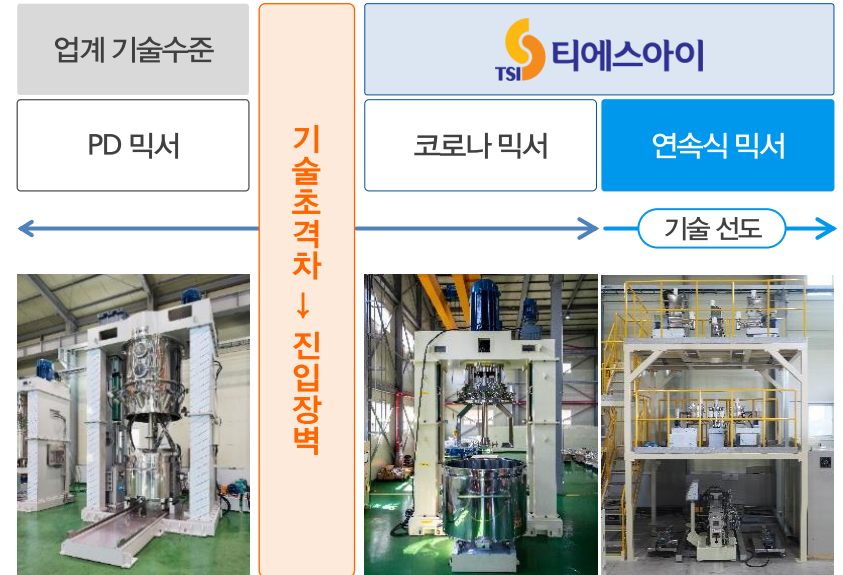 업계 기술수준
TSI 티에스아이
PD 믹서
코로나 믹서
연속식 믹서
기술초격차 → 진입장벽
기술 선도